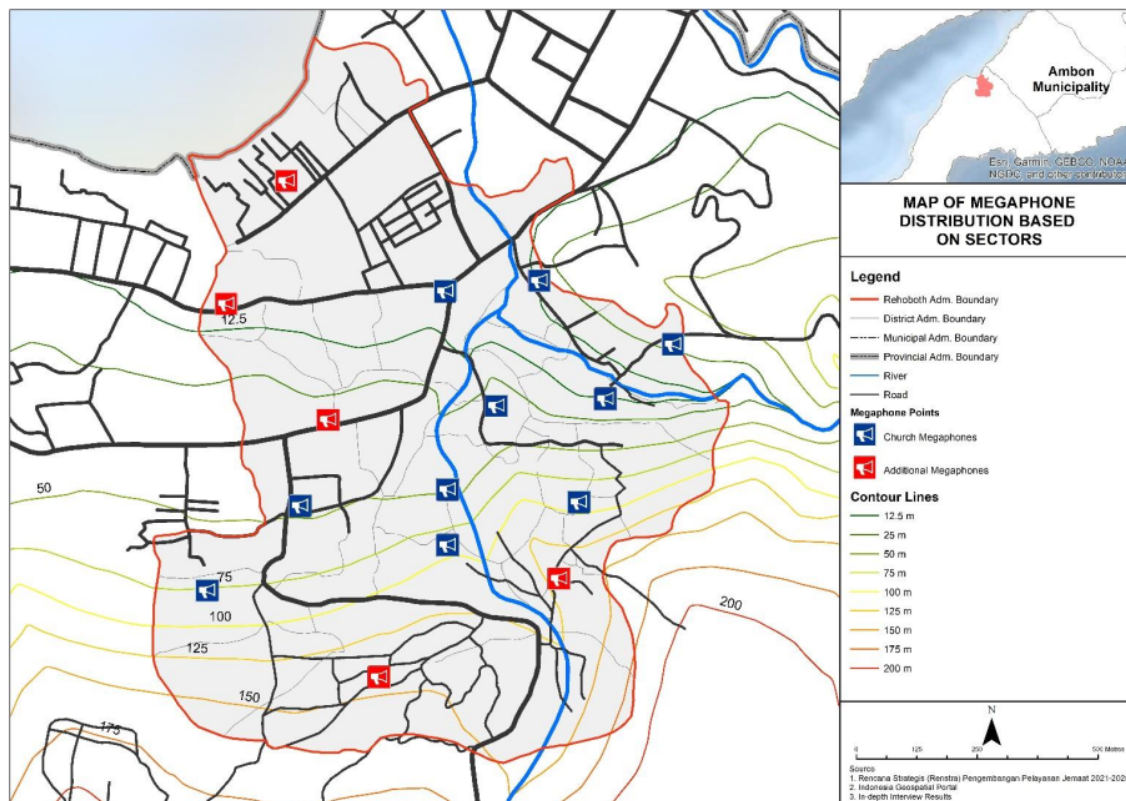 Ambon
Municipality
Esri, Garmin, GEBCO, NOAA
NGDC, and other contributors
MAP OF MEGAPHONE
DISTRIBUTION BASED
ON SECTORS
Legend
Rehoboth Adm. Boundary
District Adm. Boundary
Municipal Adm. Boundary
Provincial Adm. Boundary
River
Road
Megaphone Points
Church Megaphones
Additional Megaphones
Contour Lines
12.5 m
25 m
50 m
75 m
100 m
125 m
150 m
175 m
200 m
N
0 125 250 500 Metres
Source
1. Rencana Strategis (Renstra) Pengembangan Pelayanan Jemaat 2021-202
2. Indonesia Geospatial Portal
3. In-depth Interview Results
12.5
50
75
100
125
150
175
200